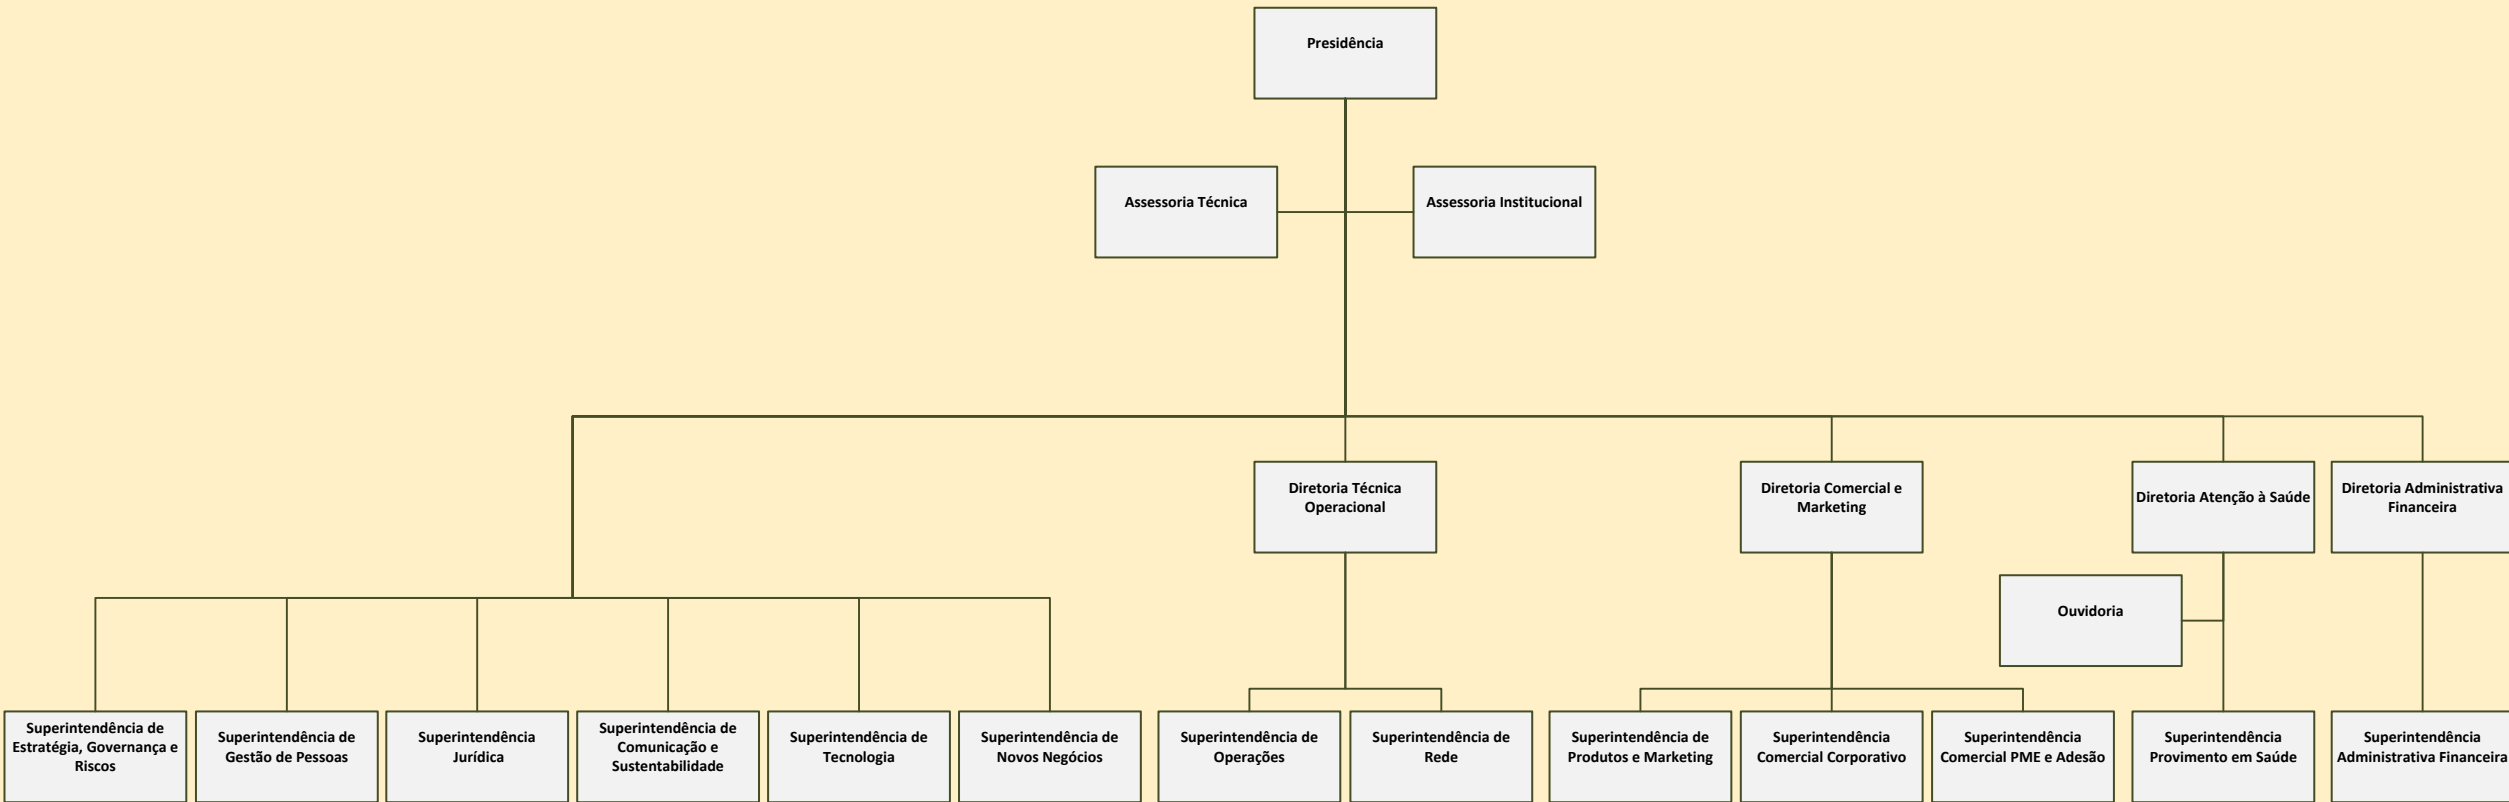 Presidência
Assessoria Técnica
Assessoria Institucional
Diretoria Técnica
Operacional
Diretoria Comercial e
Marketing
Diretoria Atenção à Saúde
Diretoria Administrativa
Financeira
Ouvidoria
Superintendência de
Estratégia, Governança e
Riscos
Superintendência de
Gestão de Pessoas
Superintendência
Jurídica
Superintendência de
Comunicação e
Sustentabilidade
Superintendência de
Tecnologia
Superintendência de
Novos Negócios
Superintendência de
Operações
Superintendência de
Rede
Superintendência de
Produtos e Marketing
Superintendência
Comercial Corporativo
Superintendência
Comercial PME e Adesão
Superintendência
Provimento em Saúde
Superintendência
Administrativa Financeira